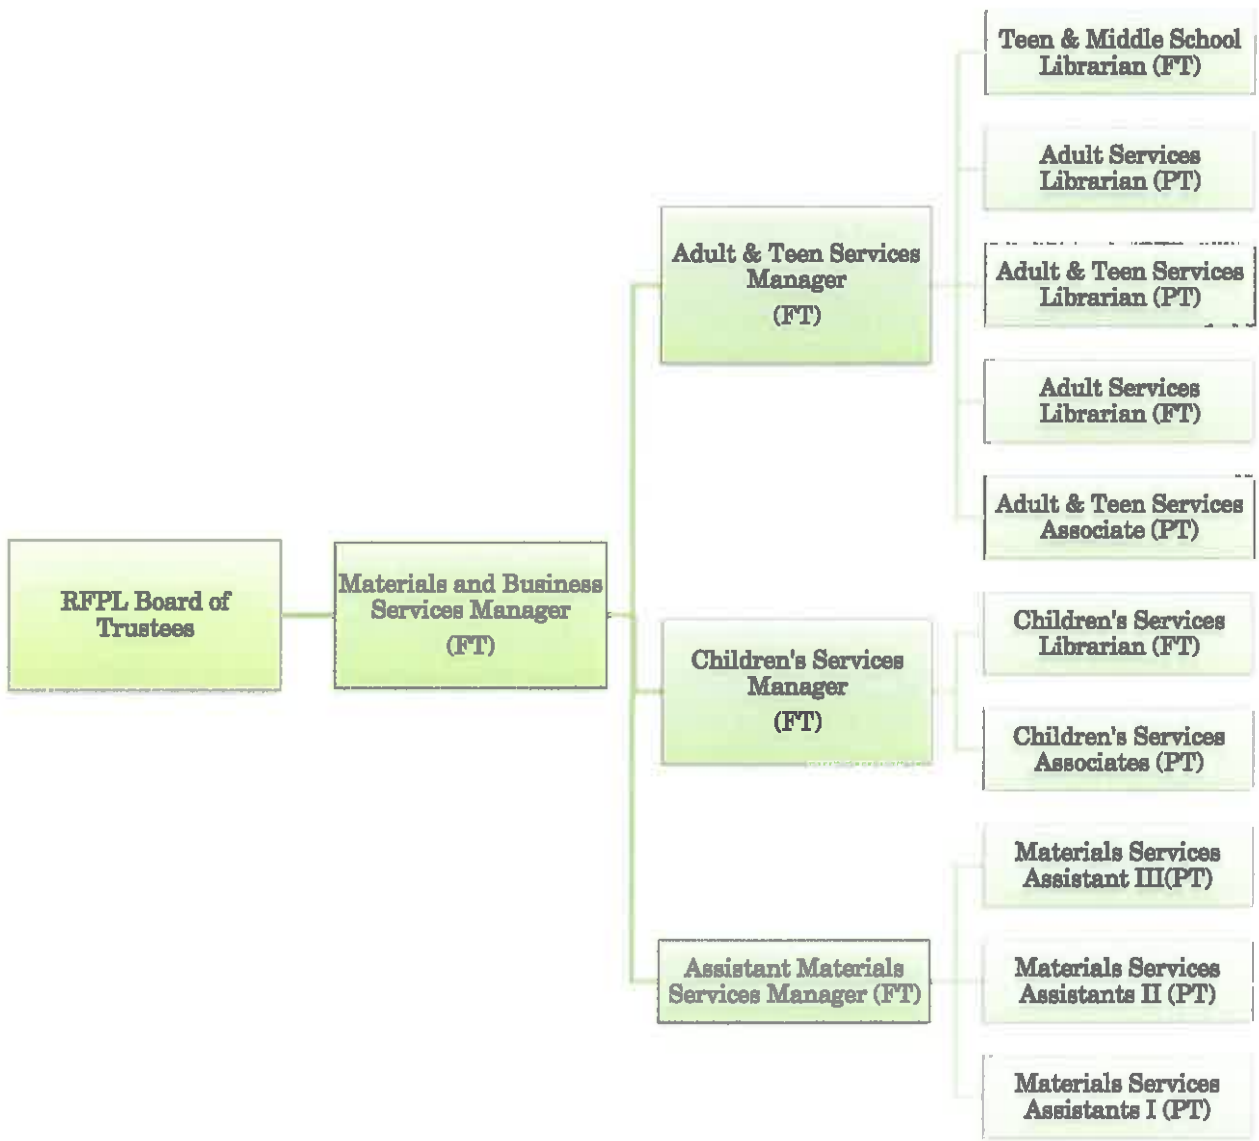 RFPL Board of
Trustees
Materials and Business
Services Manager
(FT)
Adult & Teen Services
Manager
(FT)
Teen & Middle School
Librarian (FT)
Adult Services
Librarian (PT)
Adult & Teen Services
Librarian (PT)
Adult Services
Librarian (FT)
Adult & Teen Services
Associate (PT)
Children's Services
Manager
(FT)
Children's Services
Librarian (FT)
Children's Services
Associates (PT)
Assistant Materials
Services Manager (FT)
Materials Services
Assistant III(PT)
Materials Services
Assistants II (PT)
Materials Services
Assistants I (PT)